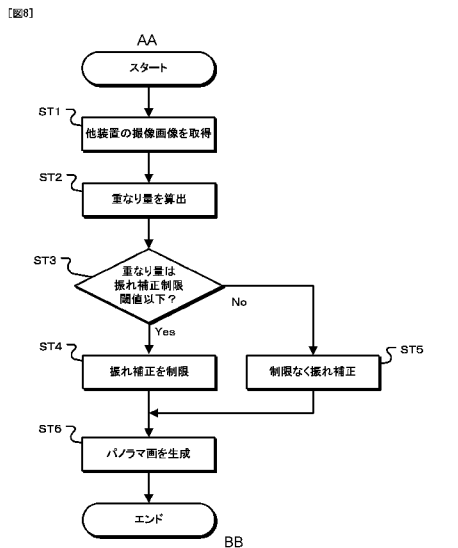 [図8]
AA
スタート
ST1
他装置の撮像画像を取得
ST2
重なり量を算出
ST3
重なり量は
振れ補正制限
閾値以下?
No
Yes
ST4
振れ補正を制限
制限なく振れ補正
ST5
ST6
パノラマ画を生成
エンド
BB